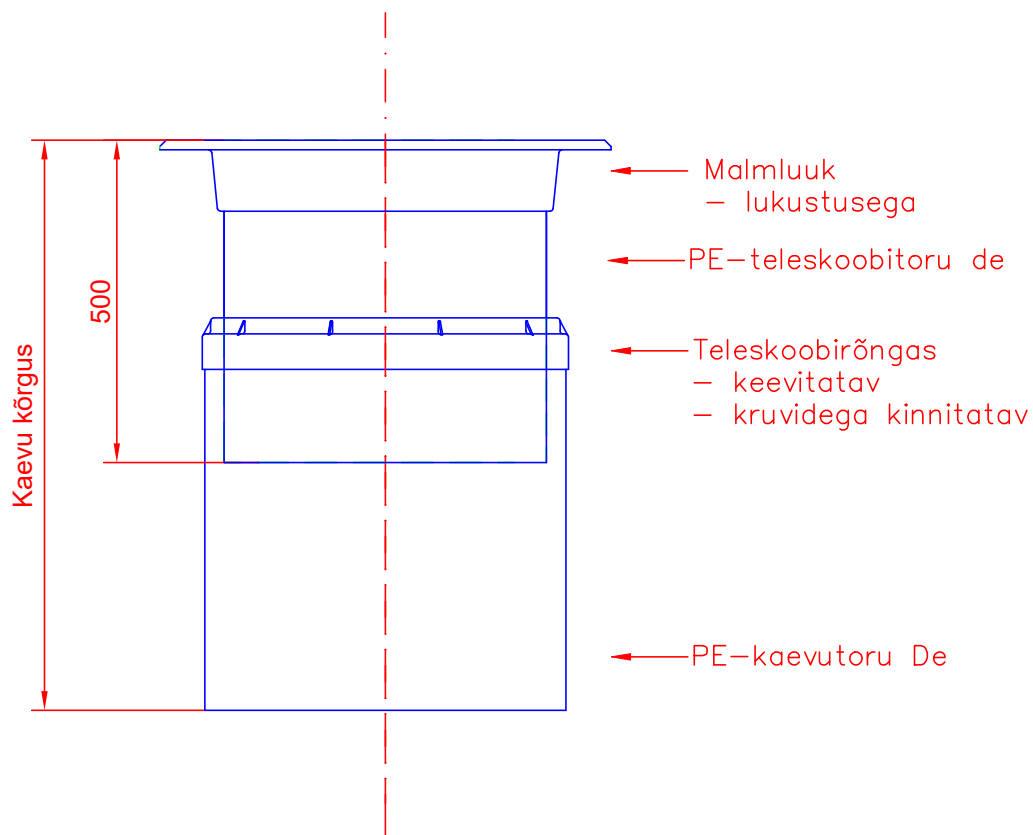 Malmluuk
- lukustusega
PE-teleskoobitoru de
500
Teleskoobirõngas
- keevitatav
- kruvidega kinnitatav
Kaevu kõrgus
PE-kaevutoru De